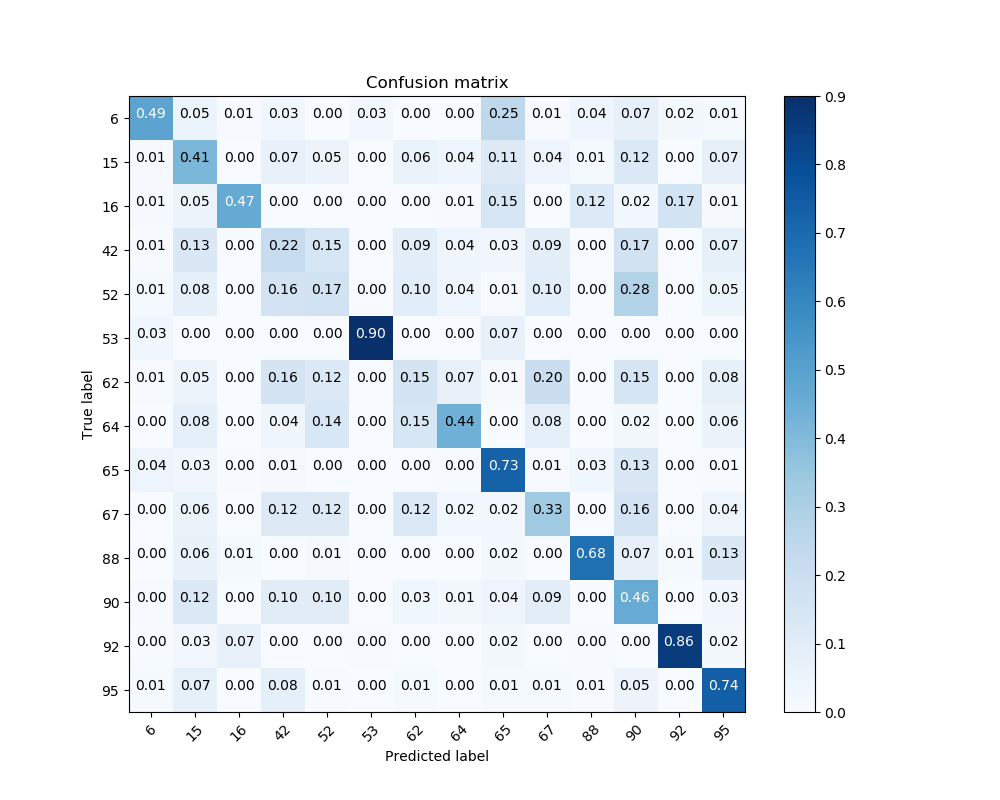 Confusion matrix
6 0.49 0.05 0.01 0.03 0.00 0.03 0.00 0.00 0.25 0.01 0.04 0.07 0.02 0.01
15 0.01 0.41 0.00 0.07 0.05 0.00 0.06 0.04 0.11 0.04 0.01 0.12 0.00 0.07
16 0.01 0.05 0.47 0.00 0.00 0.00 0.00 0.01 0.15 0.00 0.12 0.02 0.17 0.01
42 0.01 0.13 0.00 0.22 0.15 0.00 0.09 0.04 0.03 0.09 0.00 0.17 0.00 0.07
52 0.01 0.08 0.00 0.16 0.17 0.00 0.10 0.04 0.01 0.10 0.00 0.28 0.00 0.05
53 0.03 0.00 0.00 0.00 0.00 0.90 0.00 0.00 0.07 0.00 0.00 0.00 0.00 0.00
62 0.01 0.05 0.00 0.16 0.12 0.00 0.15 0.07 0.01 0.20 0.00 0.15 0.00 0.08
64 0.00 0.08 0.00 0.04 0.14 0.00 0.15 0.44 0.00 0.08 0.00 0.02 0.00 0.06
65 0.04 0.03 0.00 0.01 0.00 0.00 0.00 0.00 0.73 0.01 0.03 0.13 0.00 0.01
67 0.00 0.06 0.00 0.12 0.12 0.00 0.12 0.02 0.02 0.33 0.00 0.16 0.00 0.04
88 0.00 0.06 0.01 0.00 0.01 0.00 0.00 0.00 0.02 0.00 0.68 0.07 0.01 0.13
90 0.00 0.12 0.00 0.10 0.10 0.00 0.03 0.01 0.04 0.09 0.00 0.46 0.00 0.03
92 0.00 0.03 0.07 0.00 0.00 0.00 0.00 0.00 0.02 0.00 0.00 0.00 0.86 0.02
95 0.01 0.07 0.00 0.08 0.01 0.00 0.01 0.00 0.01 0.01 0.01 0.05 0.00 0.74
6 15 16 42 52 53 62 64 65 67 88 90 92 95
Predicted label
True label
0.9
0.8
0.7
0.6
0.5
0.4
0.3
0.2
0.1
0.0